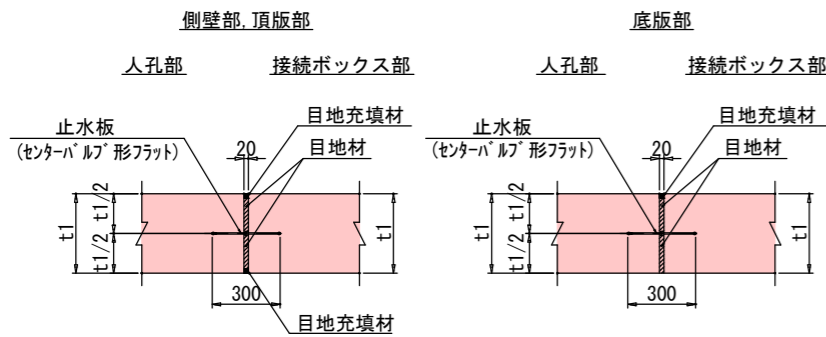 側壁部,頂版部
人孔部
接続ボックス部
目地充填材
止水板
(センターバルブ形フラット)
20
目地材
t1
t1/2
t1/2
t1
300
目地充填材
底版部
人孔部
接続ボックス部
目地充填材
止水板
(センターバルブ形フラット)
20
目地材
t1
t1/2
t1/2
t1
300